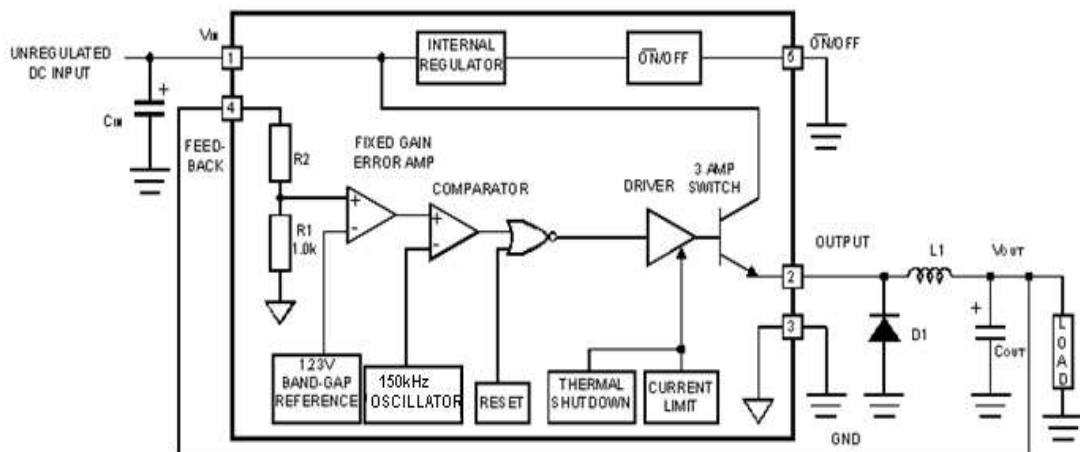 UNREGULATED
DC INPUT
VIN
1
INTERNAL
REGULATOR
ON/OFF
5
ON/OFF
+
CIN
4
FEED-
BACK
R2
R1
1.0k
FIXED GAIN
ERROR AMP
+
-
COMPARATOR
+
-
DRIVER
3 AMP
SWITCH
OUTPUT
2
L1
VOUT
3
D1
+
COUT
LOAD
1.23V
BAND-GAP
REFERENCE
150kHz
OSCILLATOR
RESET
THERMAL
SHUTDOWN
CURRENT
LIMIT
GND